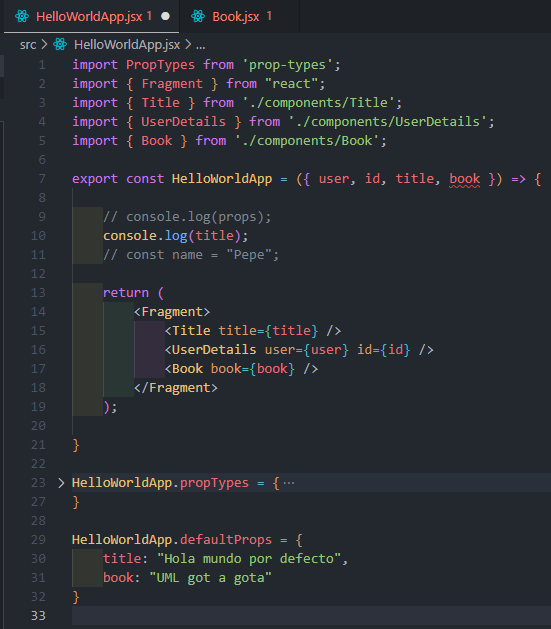 HelloWorldApp.jsx 1 ● Book.jsx 1
src > HelloWorldApp.jsx > ...
1 import PropTypes from 'prop-types';
2 import { Fragment } from "react";
3 import { Title } from './components/Title';
4 import { UserDetails } from './components/UserDetails';
5 import { Book } from './components/Book';
6
7 export const HelloWorldApp = ({ user, id, title, book }) => {
8
9 // console.log(props);
10 console.log(title);
11 // const name = "Pepe";
12
13 return (
14 <Fragment>
15 <Title title={title} />
16 <UserDetails user={user} id={id} />
17 <Book book={book} />
18 </Fragment>
19 );
20
21 }
22
23 > HelloWorldApp.propTypes = { ...
27 }
28
29 HelloWorldApp.defaultProps = {
30 title: "Hola mundo por defecto",
31 book: "UML got a gota"
32 }
33